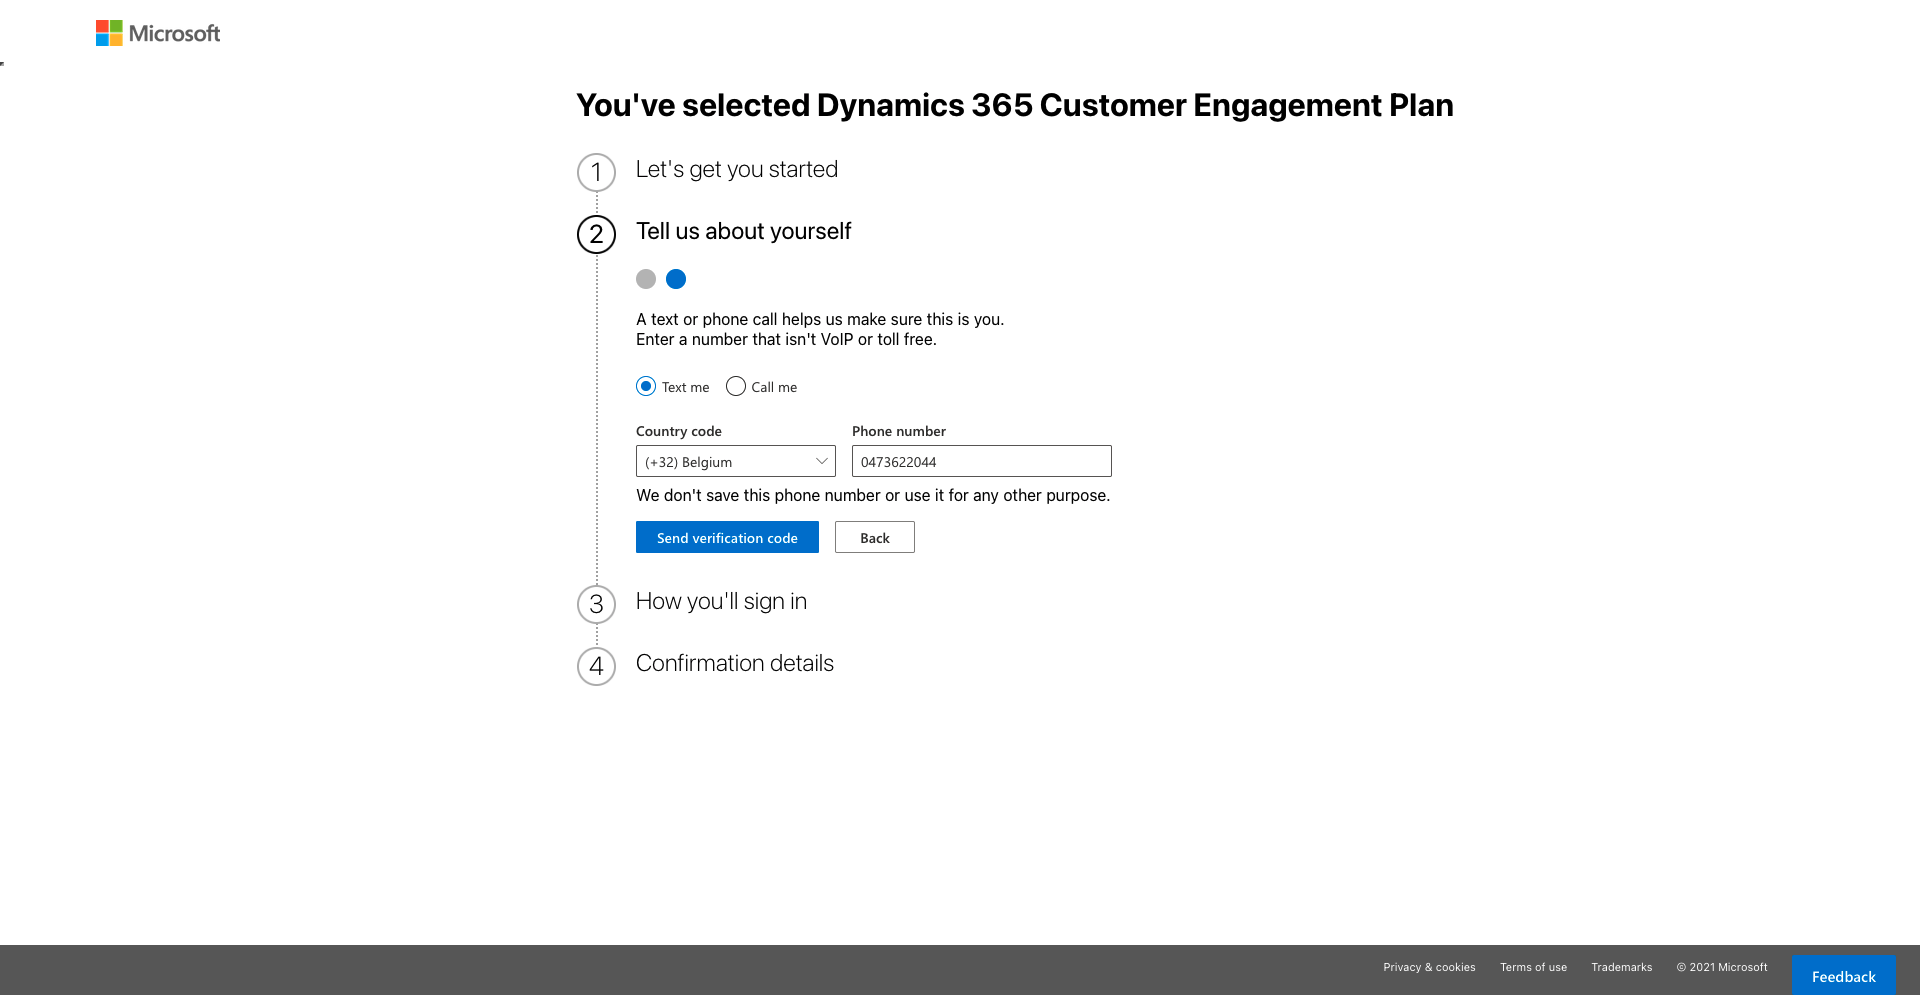 Microsoft
You've selected Dynamics 365 Customer Engagement Plan
1 Let's get you started
2 Tell us about yourself
A text or phone call helps us make sure this is you.
Enter a number that isn't VoIP or toll free.
Text me Call me
Country code Phone number
(+32) Belgium 0473622044
We don't save this phone number or use it for any other purpose.
Send verification code Back
3 How you'll sign in
4 Confirmation details
Privacy & cookies Terms of use Trademarks © 2021 Microsoft Feedback